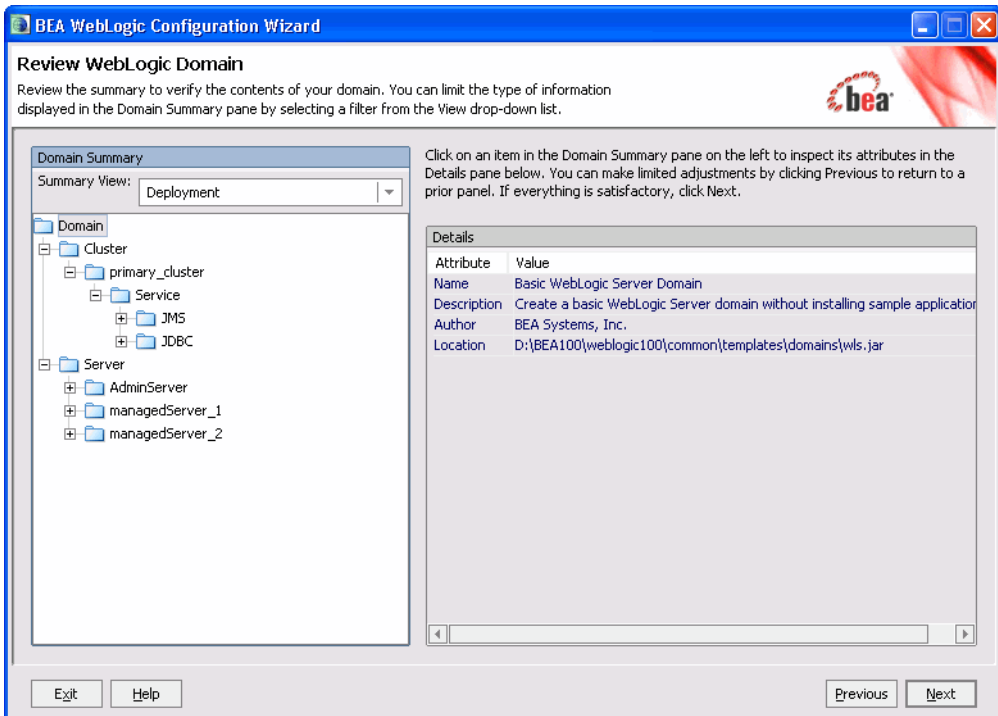 BEA WebLogic Configuration Wizard
Review WebLogic Domain
Review the summary to verify the contents of your domain. You can limit the type of information
displayed in the Domain Summary pane by selecting a filter from the View drop-down list.
bea
Domain Summary
Summary View:
Deployment
Domain
Cluster
primary_cluster
Service
JMS
JDBC
Server
AdminServer
managedServer_1
managedServer_2
Click on an item in the Domain Summary pane on the left to inspect its attributes in the
Details pane below. You can make limited adjustments by clicking Previous to return to a
prior panel. If everything is satisfactory, click Next.
Details
Attribute Value
Name Basic WebLogic Server Domain
Description Create a basic WebLogic Server domain without installing sample application
Author BEA Systems, Inc.
Location D:\BEA100\weblogic100\common\templates\domains\wls.jar
Exit Help Previous Next